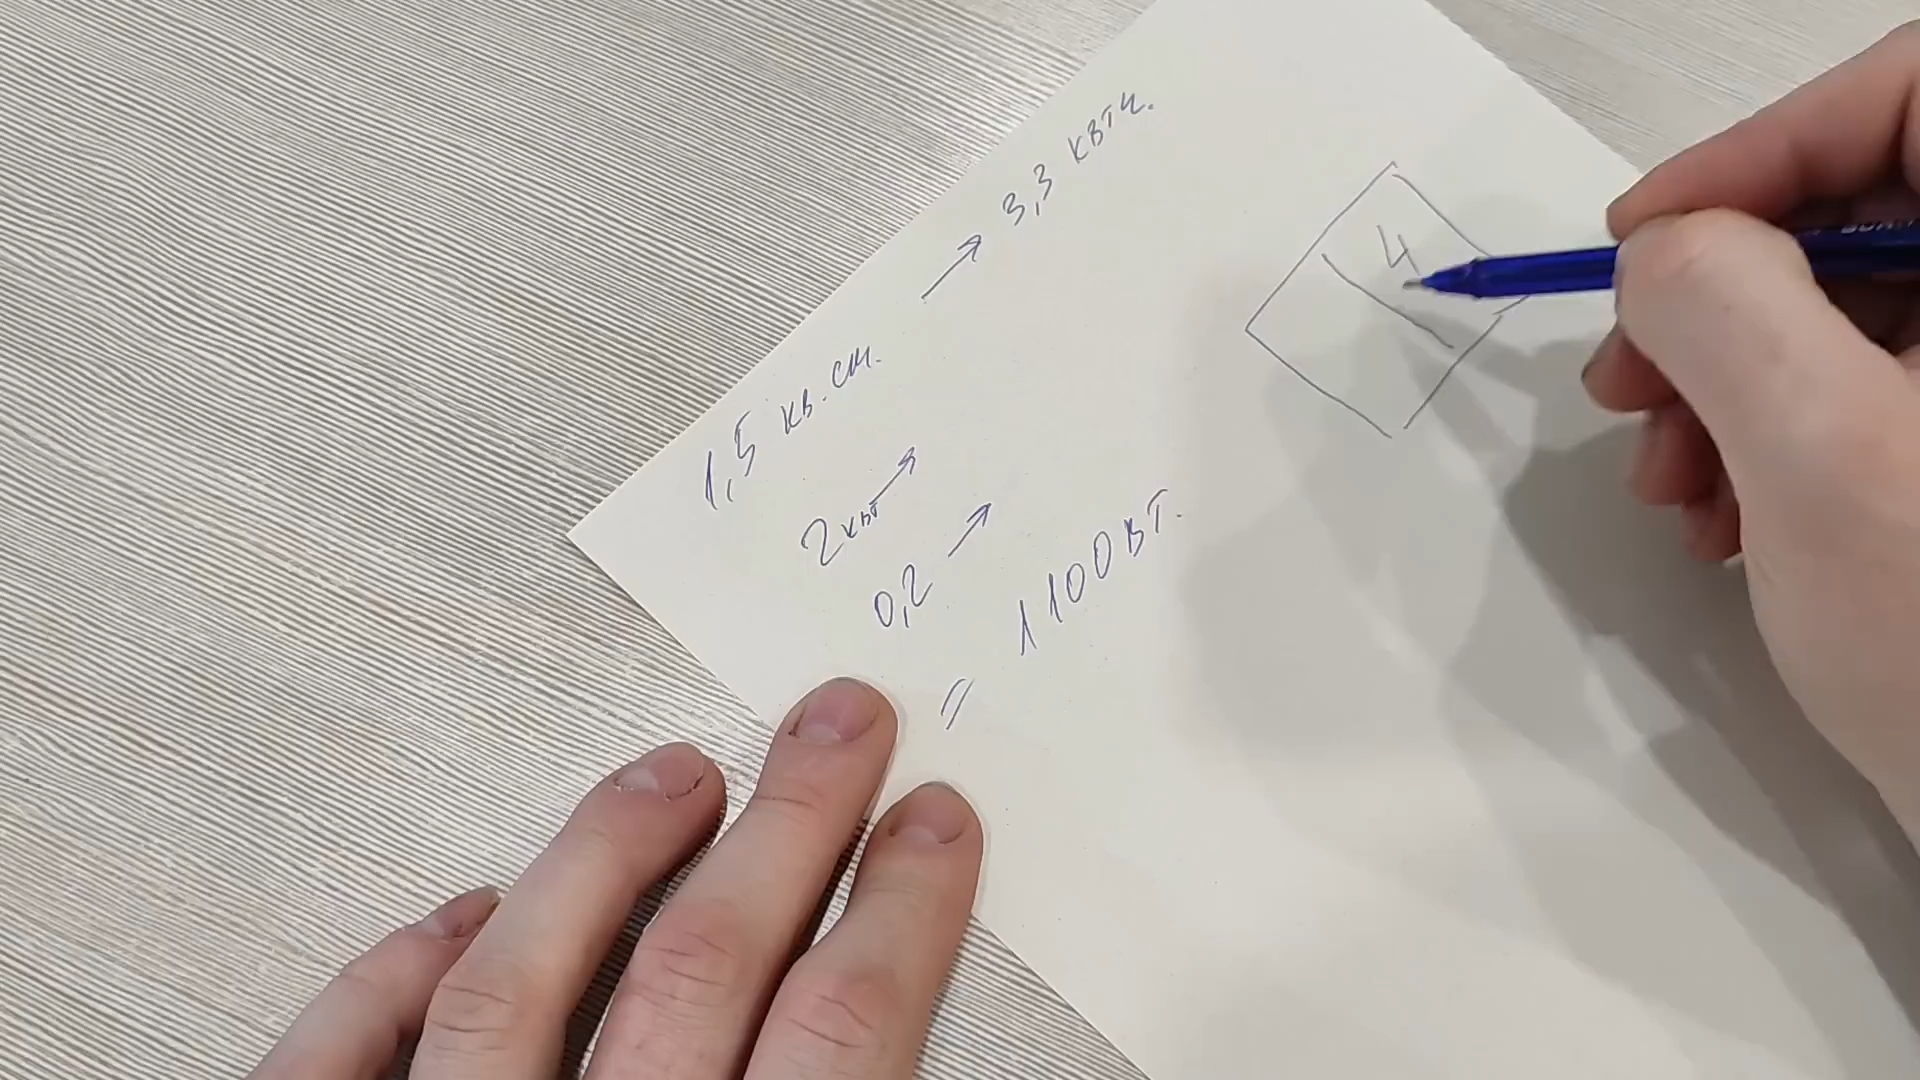 1,5 кв.см. → 3,3 квтч.
2квт →
0,2 →
= 1100вт.
4